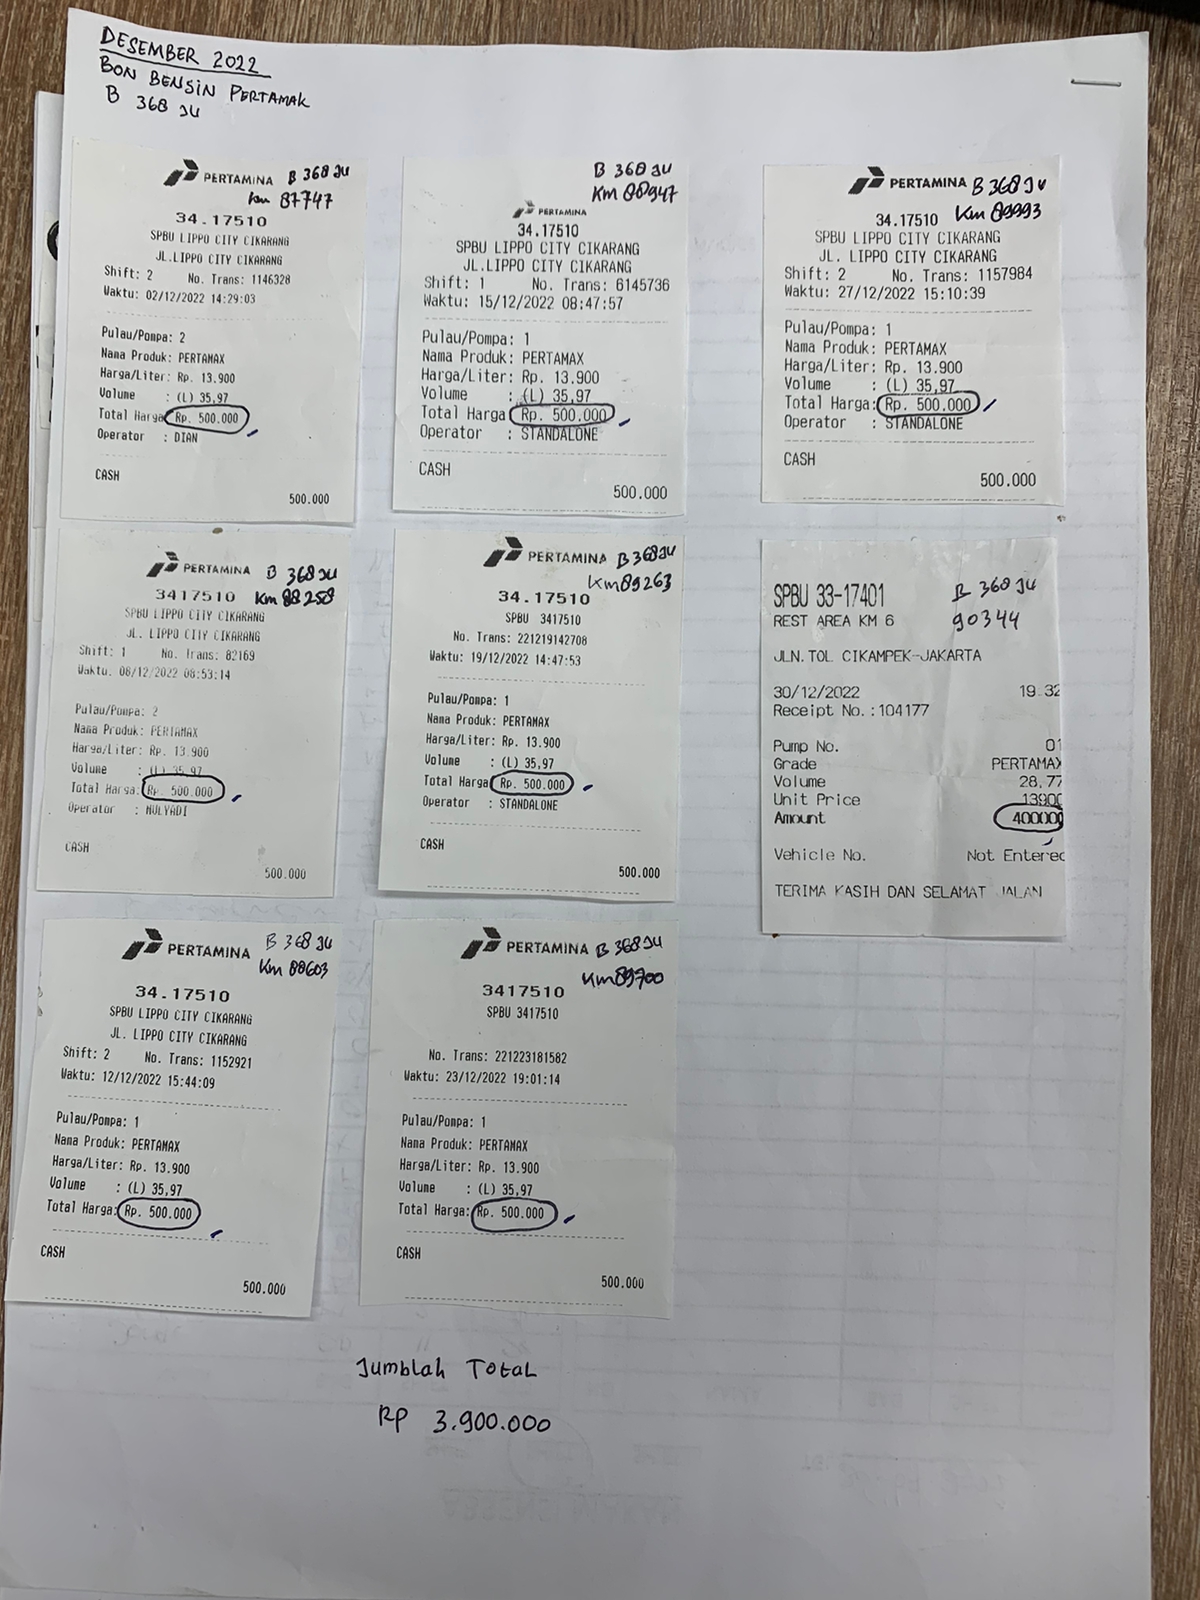 DESEMBER 2022
BON BENSIN PERTAMAK
B 368 JU
PERTAMINA B 368 JU
Km 87747
34.17510
SPBU LIPPO CITY CIKARANG
JL.LIPPO CITY CIKARANG
Shift: 2 No. Trans: 1146328
Waktu: 02/12/2022 14:29:03
Pulau/Pompa: 2
Nama Produk: PERTAMAX
Harga/Liter: Rp. 13.900
Volume : (L) 35,97
Total Harga: Rp. 500.000
Operator : DIAN
CASH
500.000
PERTAMINA B 368 JU
3417510 Km 88258
SPBU LIPPO CITY CIKARANG
JL. LIPPO CITY CIKARANG
Shift: 1 No. Trans: 82169
Waktu. 08/12/2022 08:53:14
Pulau/Pompa: 2
Nama Produk: PERTAMAX
Harga/Liter: Rp. 13.900
Volume : (L) 35,97
Total Harga: Rp. 500.000
Operator : MULYADI
CASH
500.000
B 368 JU
PERTAMINA Km 88603
34.17510
SPBU LIPPO CITY CIKARANG
JL. LIPPO CITY CIKARANG
Shift: 2 No. Trans: 1152921
Waktu: 12/12/2022 15:44:09
Pulau/Pompa: 1
Nama Produk: PERTAMAX
Harga/Liter: Rp. 13.900
Volume : (L) 35,97
Total Harga: Rp. 500.000
CASH
500.000
B 368 JU
Km 88947
PERTAMINA
34.17510
SPBU LIPPO CITY CIKARANG
JL.LIPPO CITY CIKARANG
Shift: 1 No. Trans: 6145736
Waktu: 15/12/2022 08:47:57
Pulau/Pompa: 1
Nama Produk: PERTAMAX
Harga/Liter: Rp. 13.900
Volume : (L) 35,97
Total Harga: Rp. 500.000
Operator : STANDALONE
CASH
500.000
PERTAMINA B 368 JU
Km 89263
34.17510
SPBU 3417510
No. Trans: 221219142708
Waktu: 19/12/2022 14:47:53
Pulau/Pompa: 1
Nama Produk: PERTAMAX
Harga/Liter: Rp. 13.900
Volume : (L) 35,97
Total Harga: Rp. 500.000
Operator : STANDALONE
CASH
500.000
PERTAMINA B 368 JU
Km 89700
3417510
SPBU 3417510
No. Trans: 221223181582
Waktu: 23/12/2022 19:01:14
Pulau/Pompa: 1
Nama Produk: PERTAMAX
Harga/Liter: Rp. 13.900
Volume : (L) 35,97
Total Harga: Rp. 500.000
CASH
500.000
PERTAMINA B 368 JU
34.17510 Km 89993
SPBU LIPPO CITY CIKARANG
JL. LIPPO CITY CIKARANG
Shift: 2 No. Trans: 1157984
Waktu: 27/12/2022 15:10:39
Pulau/Pompa: 1
Nama Produk: PERTAMAX
Harga/Liter: Rp. 13.900
Volume : (L) 35,97
Total Harga: Rp. 500.000
Operator : STANDALONE
CASH
500.000
SPBU 33-17401 B 368 JU
REST AREA KM 6 90344
JLN.TOL CIKAMPEK-JAKARTA
30/12/2022 19:32
Receipt No.:104177
Pump No. 01
Grade PERTAMAX
Volume 28,77
Unit Price 13900
Amount 400000
Vehicle No. Not Entered
TERIMA KASIH DAN SELAMAT JALAN
Jumblah Total
Rp 3.900.000